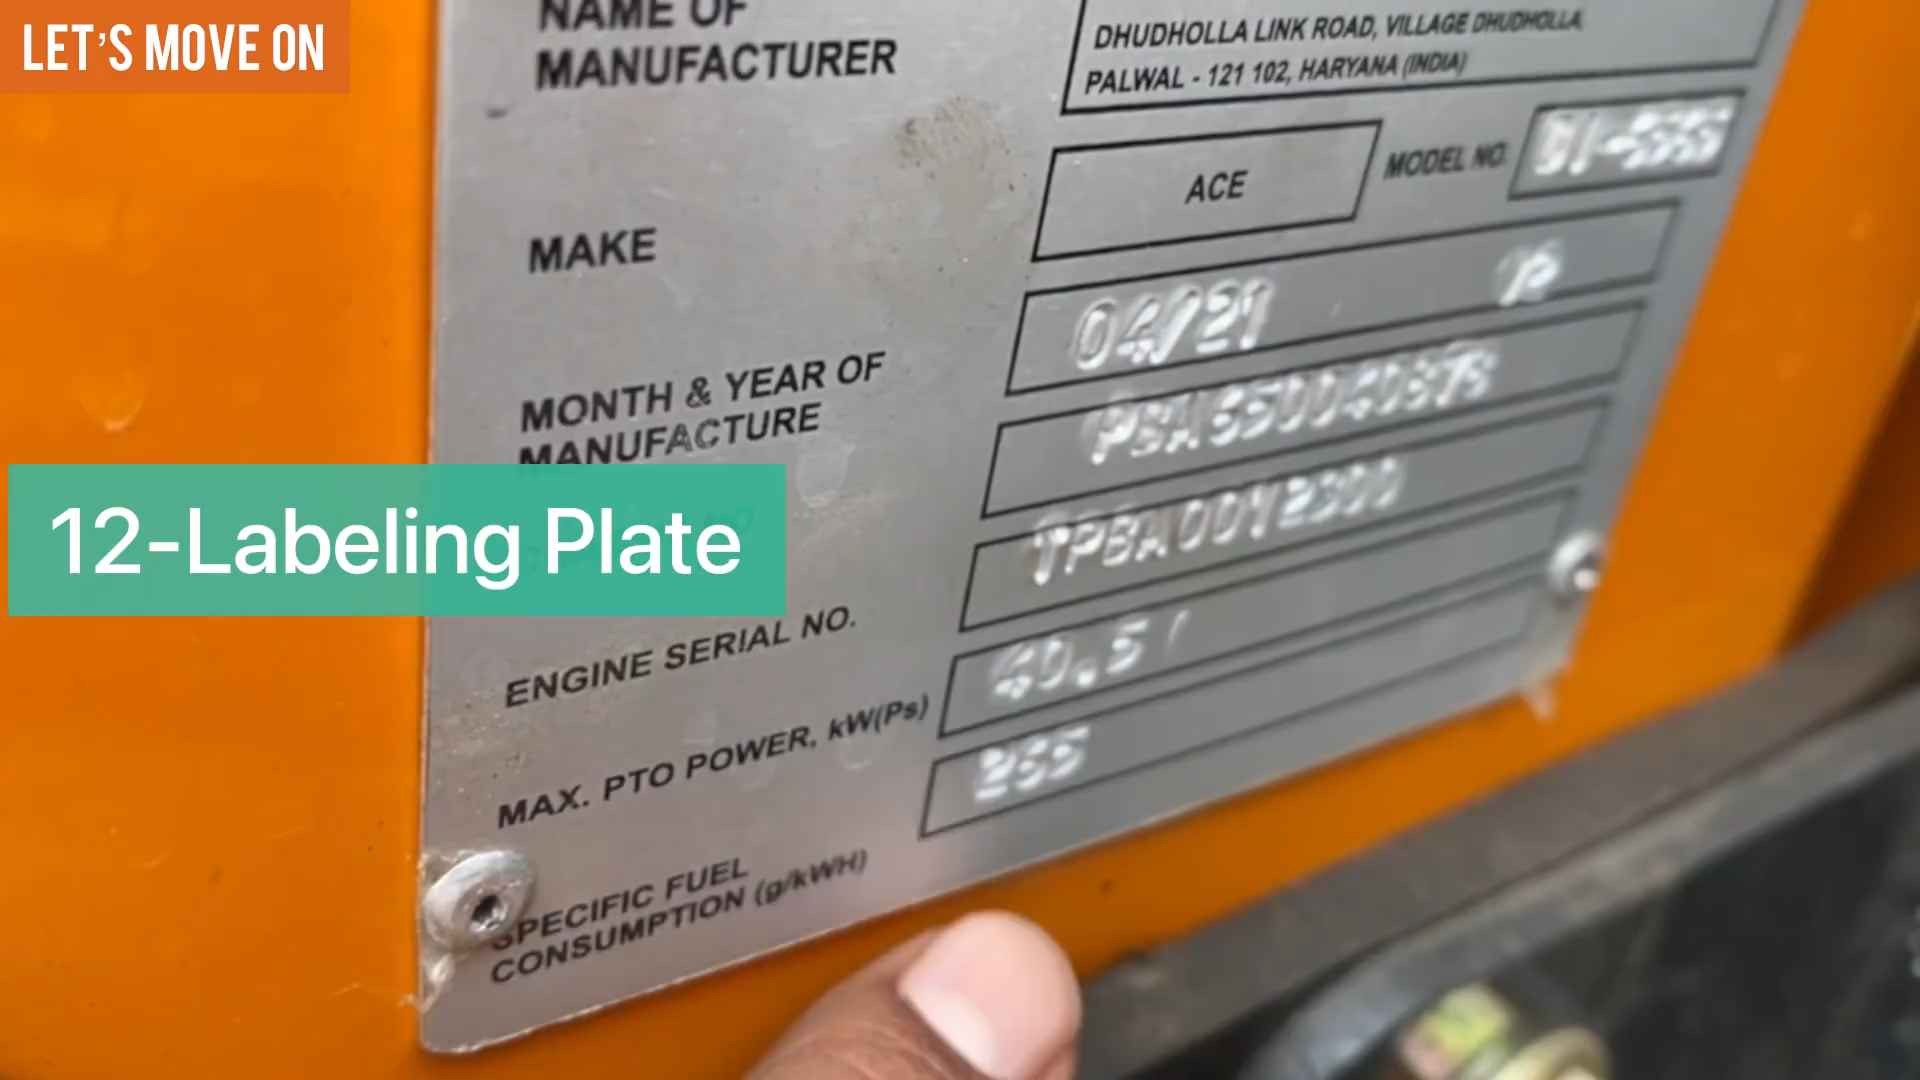 LET'S MOVE ON
NAME OF
MANUFACTURER
DHUDHOLLA LINK ROAD, VILLAGE DHUDHOLLA,
PALWAL - 121 102, HARYANA (INDIA)
MAKE
ACE
MODEL NO.
MONTH & YEAR OF
MANUFACTURE
04/21
12-Labeling Plate
ENGINE SERIAL NO.
MAX. PTO POWER, kW(Ps)
40.5
SPECIFIC FUEL
CONSUMPTION (g/kWH)